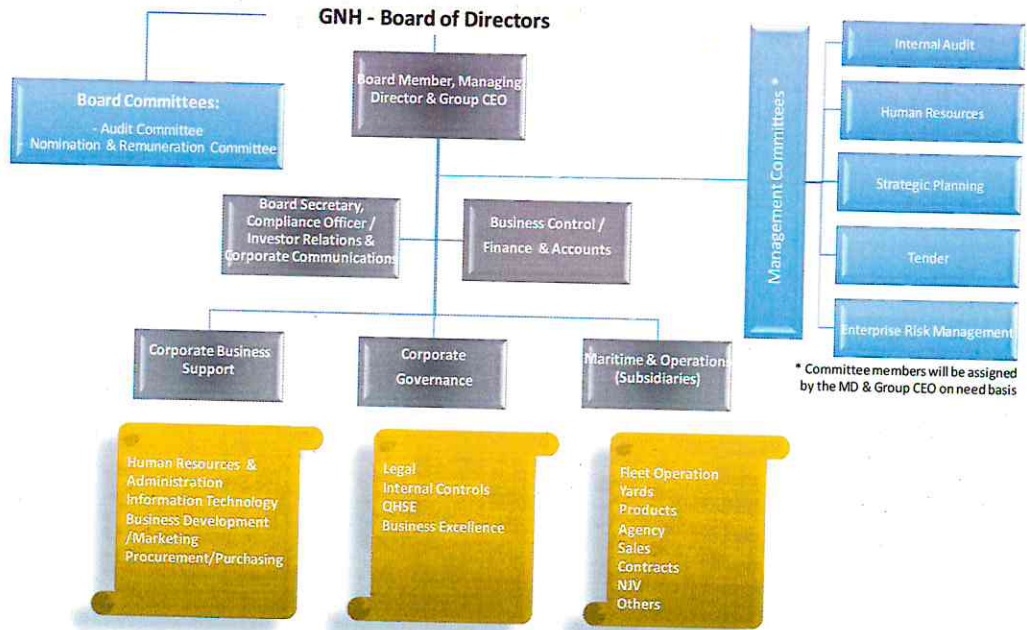 GNH - Board of Directors
Board Member, Managing
Director & Group CEO
Board Committees:
- Audit Committee
Nomination & Remuneration Committee
Management Committees *
Internal Audit
Human Resources
Strategic Planning
Tender
Enterprise Risk Management
* Committee members will be assigned
by the MD & Group CEO on need basis
Board Secretary,
Compliance Officer /
Investor Relations &
Corporate Communications
Business Control /
Finance & Accounts
Corporate Business
Support
Corporate
Governance
Maritime & Operations
(Subsidiaries)
Human Resources &
Administration
Information Technology
Business Development
/Marketing
Procurement/Purchasing
Legal
Internal Controls
QHSE
Business Excellence
Fleet Operation
Yards
Products
Agency
Sales
Contracts
NJV
Others